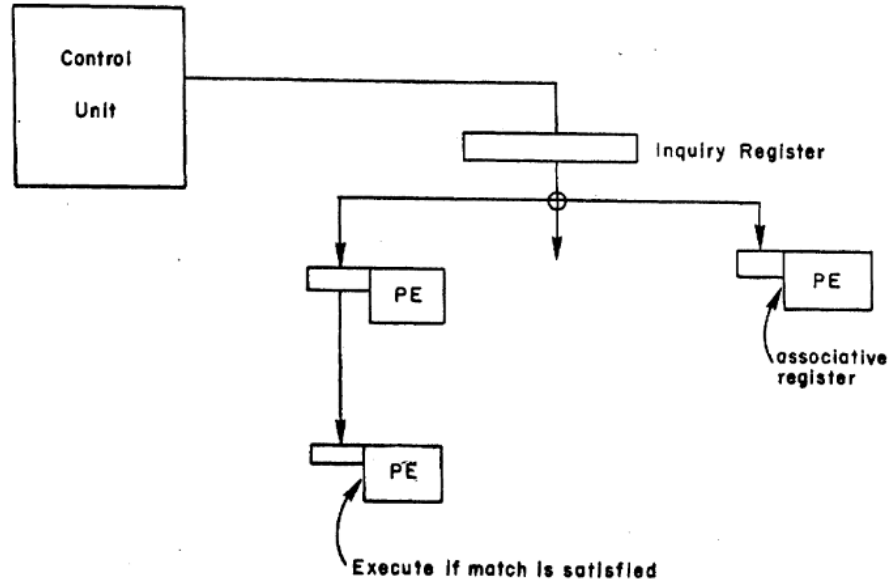 Control
Unit
Inquiry Register
PE
PE
associative
register
PE
Execute if match is satisfied